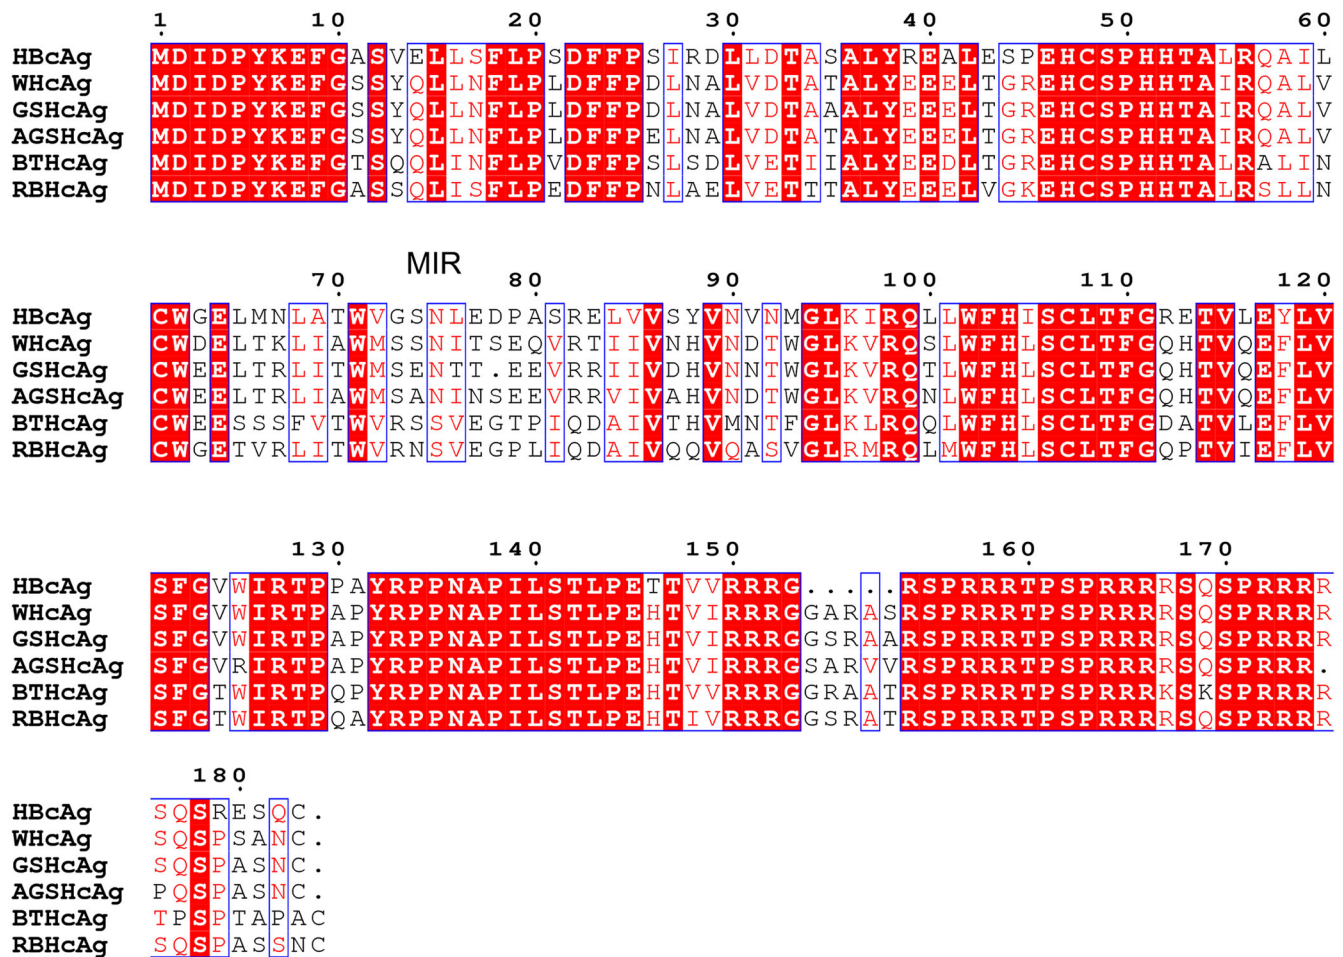 1 10 20 30 40 50 60
HBcAg MDIDPYKEFGASVELLSFLPSDFFPSIRDLLDTASALYREALESPEHCSPHHTALRQAIL
WHcAg MDIDPYKEFGSSYQLLNFLPLDFFPDLNALVDTATALYEEELTGREHCSPHHTAIRQALV
GSHcAg MDIDPYKEFGSSYQLLNFLPLDFFPDLNALVDTAAALYEEELTGREHCSPHHTAIRQALV
AGSHcAg MDIDPYKEFGSSYQLLNFLPLDFFPELNALVDTATALYEEELTGREHCSPHHTAIRQALV
BTHcAg MDIDPYKEFGTSQQLINFLPVDFFPSLSDLVETIIALYEEDLTGREHCSPHHTALRALIN
RBHcAg MDIDPYKEFGASSQLISFLPEDFFPNLAELVETTTALYEEELVGKEHCSPHHTALRSLLN
MIR
70 80 90 100 110 120
HBcAg CWGELMNLATWVGSNLEDPASRELVVSYVNVNMGLKIRQLLWFHISCLTFGRETVLEYLV
WHcAg CWDELTKLIAWMSSNITSEQVRTIIVNHVNDTWGLKVRQSLWFHLSCLTFGQHTVQEFLV
GSHcAg CWEELTRLITWMSENTT.EEVRRIIVDHVNNTWGLKVRQTLWFHLSCLTFGQHTVQEFLV
AGSHcAg CWEELTRLIAWMSANINSEEVRRVIVAHVNDTWGLKVRQNLWFHLSCLTFGQHTVQEFLV
BTHcAg CWEESSSFVTWVRSSVEGTPIQDAIVTHVMNTFGLKLRQQLWFHLSCLTFGDATVLEFLV
RBHcAg CWGETVRLITWVRNSVEGPLIQDAIVQQVQASVGLRMRQLMWFHLSCLTFGQPTVIEFLV
130 140 150 160 170
HBcAg SFGVWIRTPPAYRPPNAPILSTLPETTVVRRRG.....RSPRRRTPSPRRRRSQSPRRRR
WHcAg SFGVWIRTPAPYRPPNAPILSTLPEHTVIRRRGGARASRSPRRRTPSPRRRRSQSPRRRR
GSHcAg SFGVWIRTPAPYRPPNAPILSTLPEHTVIRRRGGSRAARSPRRRTPSPRRRRSQSPRRRR
AGSHcAg SFGVRIRTPAPYRPPNAPILSTLPEHTVIRRRGSARVVRSPRRRTPSPRRRRSQSPRRR.
BTHcAg SFGTWIRTPQPYRPPNAPILSTLPEHTVVRRRGGRAATRSPRRRTPSPRRRKSKSPRRRR
RBHcAg SFGTWIRTPQAYRPPNAPILSTLPEHTIVRRRGGSRATRSPRRRTPSPRRRRSQSPRRRR
180
HBcAg SQSRESQC.
WHcAg SQSPSANC.
GSHcAg SQSPASNC.
AGSHcAg PQSPASNC.
BTHcAg TPSPTAPAC
RBHcAg SQSPASSNC